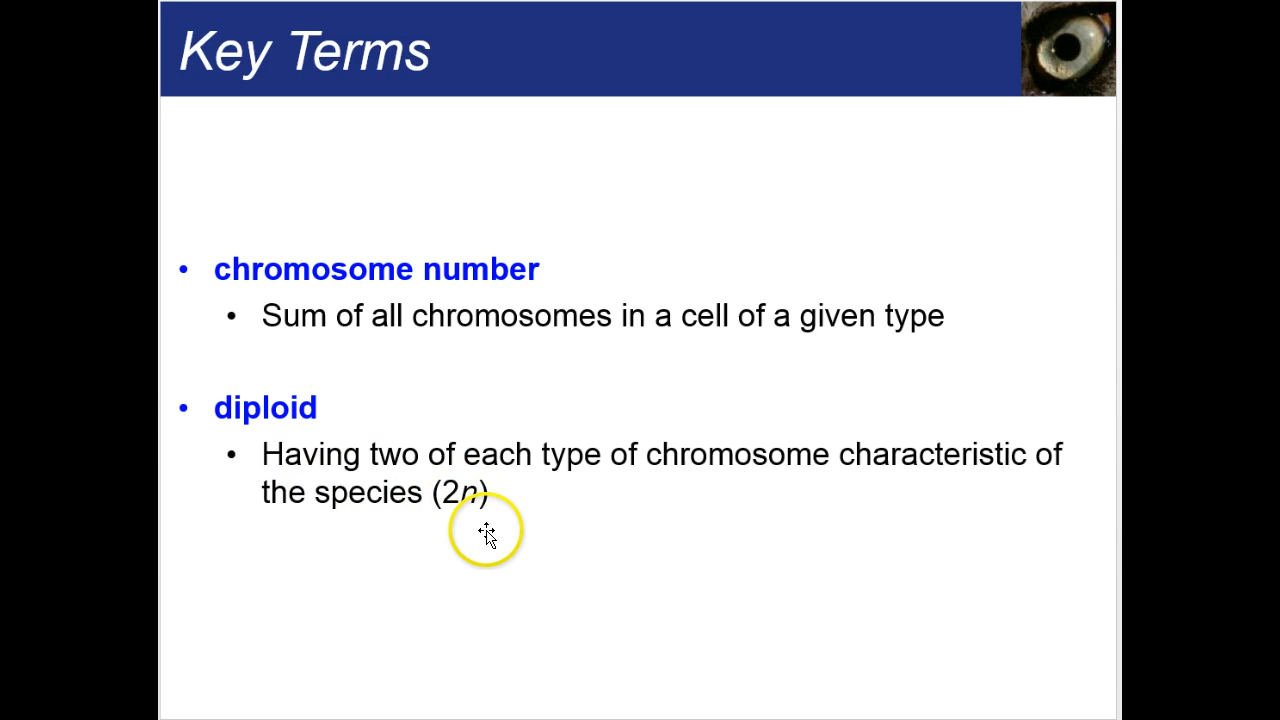 Key Terms
• chromosome number
• Sum of all chromosomes in a cell of a given type
• diploid
• Having two of each type of chromosome characteristic of
the species (2n)